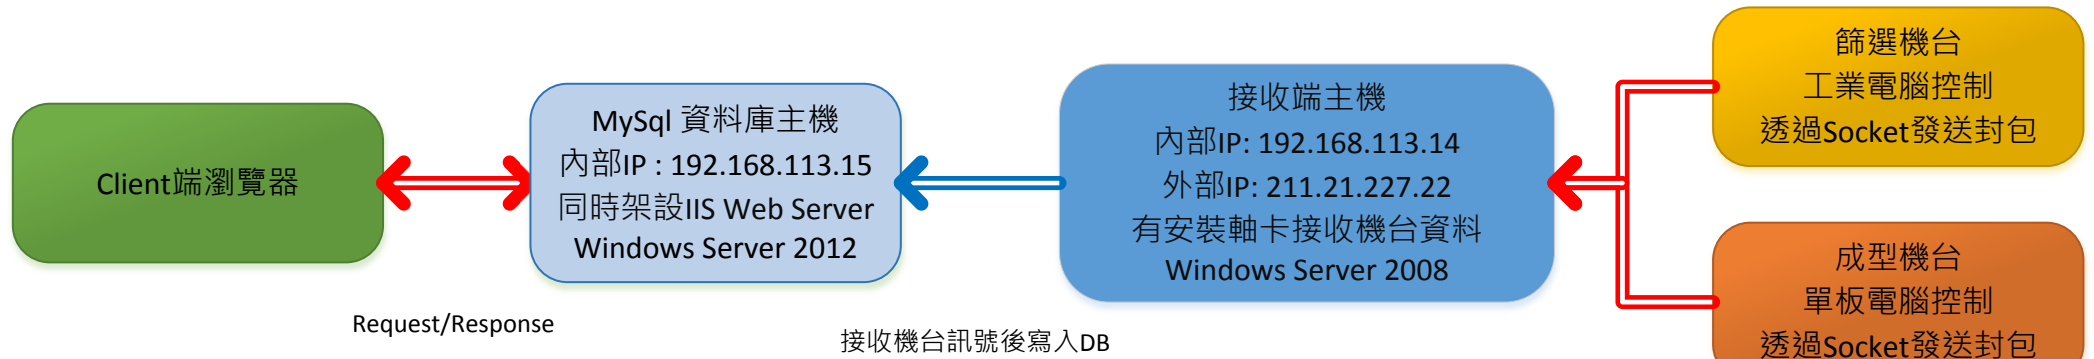 Client端瀏覽器
Request/Response
MySql 資料庫主機
內部IP : 192.168.113.15
同時架設IIS Web Server
Windows Server 2012
接收機台訊號後寫入DB
接收端主機
內部IP: 192.168.113.14
外部IP: 211.21.227.22
有安裝軸卡接收機台資料
Windows Server 2008
篩選機台
工業電腦控制
透過Socket發送封包
成型機台
單板電腦控制
透過Socket發送封包